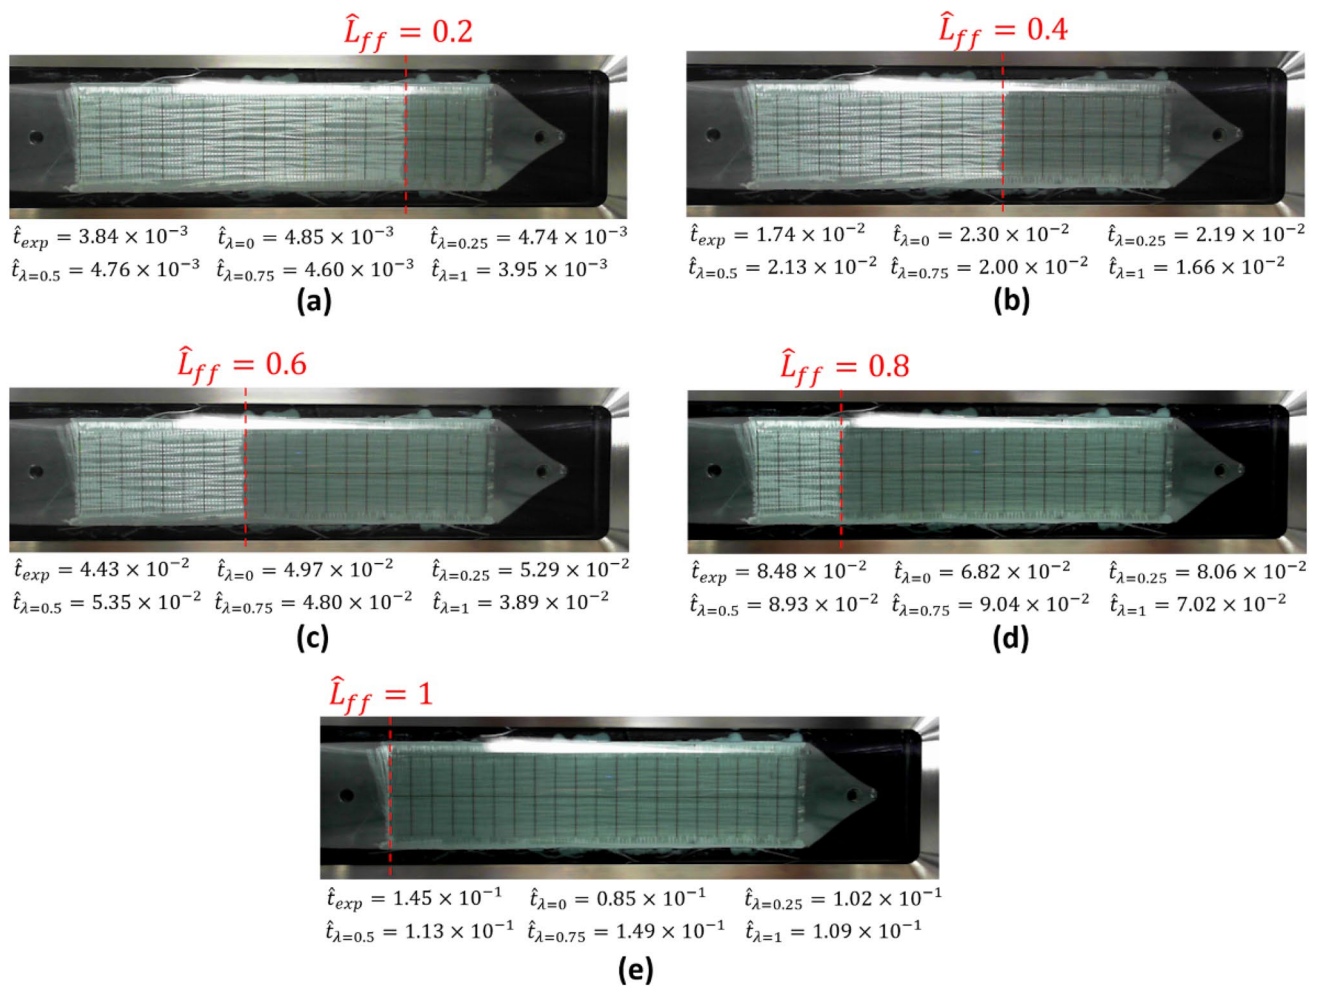 L̂ff = 0.2
L̂ff = 0.4
t̂exp = 3.84 × 10⁻³ t̂λ=0 = 4.85 × 10⁻³ t̂λ=0.25 = 4.74 × 10⁻³
t̂λ=0.5 = 4.76 × 10⁻³ t̂λ=0.75 = 4.60 × 10⁻³ t̂λ=1 = 3.95 × 10⁻³
(a)
t̂exp = 1.74 × 10⁻² t̂λ=0 = 2.30 × 10⁻² t̂λ=0.25 = 2.19 × 10⁻²
t̂λ=0.5 = 2.13 × 10⁻² t̂λ=0.75 = 2.00 × 10⁻² t̂λ=1 = 1.66 × 10⁻²
(b)
L̂ff = 0.6
L̂ff = 0.8
t̂exp = 4.43 × 10⁻² t̂λ=0 = 4.97 × 10⁻² t̂λ=0.25 = 5.29 × 10⁻²
t̂λ=0.5 = 5.35 × 10⁻² t̂λ=0.75 = 4.80 × 10⁻² t̂λ=1 = 3.89 × 10⁻²
(c)
t̂exp = 8.48 × 10⁻² t̂λ=0 = 6.82 × 10⁻² t̂λ=0.25 = 8.06 × 10⁻²
t̂λ=0.5 = 8.93 × 10⁻² t̂λ=0.75 = 9.04 × 10⁻² t̂λ=1 = 7.02 × 10⁻²
(d)
L̂ff = 1
t̂exp = 1.45 × 10⁻¹ t̂λ=0 = 0.85 × 10⁻¹ t̂λ=0.25 = 1.02 × 10⁻¹
t̂λ=0.5 = 1.13 × 10⁻¹ t̂λ=0.75 = 1.49 × 10⁻¹ t̂λ=1 = 1.09 × 10⁻¹
(e)